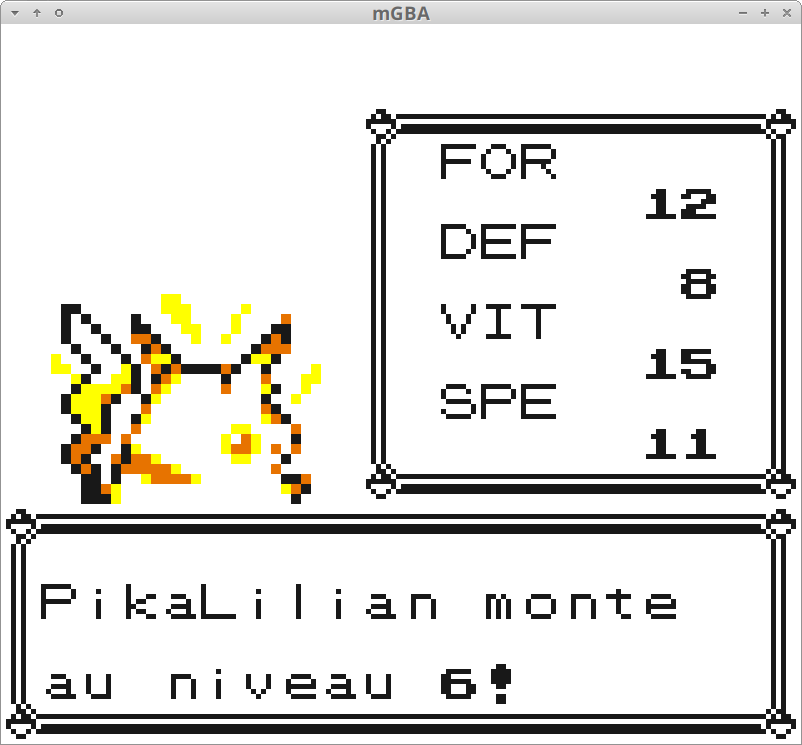 mGBA
FOR
12
DEF
8
VIT
15
SPE
11
PikaLilian monte
au niveau 6!